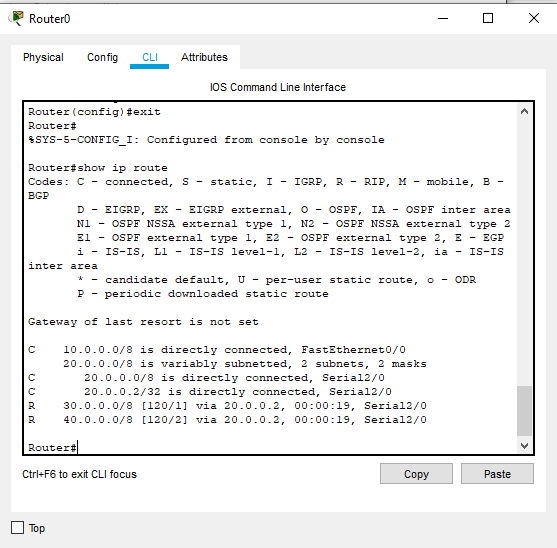 Router0
Physical Config CLI Attributes
IOS Command Line Interface
Router(config)#exit
Router#
%SYS-5-CONFIG_I: Configured from console by console
Router#show ip route
Codes: C - connected, S - static, I - IGRP, R - RIP, M - mobile, B -
BGP
D - EIGRP, EX - EIGRP external, O - OSPF, IA - OSPF inter area
N1 - OSPF NSSA external type 1, N2 - OSPF NSSA external type 2
E1 - OSPF external type 1, E2 - OSPF external type 2, E - EGP
i - IS-IS, L1 - IS-IS level-1, L2 - IS-IS level-2, ia - IS-IS
inter area
* - candidate default, U - per-user static route, o - ODR
P - periodic downloaded static route
Gateway of last resort is not set
C 10.0.0.0/8 is directly connected, FastEthernet0/0
20.0.0.0/8 is variably subnetted, 2 subnets, 2 masks
C 20.0.0.0/8 is directly connected, Serial2/0
C 20.0.0.2/32 is directly connected, Serial2/0
R 30.0.0.0/8 [120/1] via 20.0.0.2, 00:00:19, Serial2/0
R 40.0.0.0/8 [120/2] via 20.0.0.2, 00:00:19, Serial2/0
Router#
Ctrl+F6 to exit CLI focus
Copy
Paste
Top